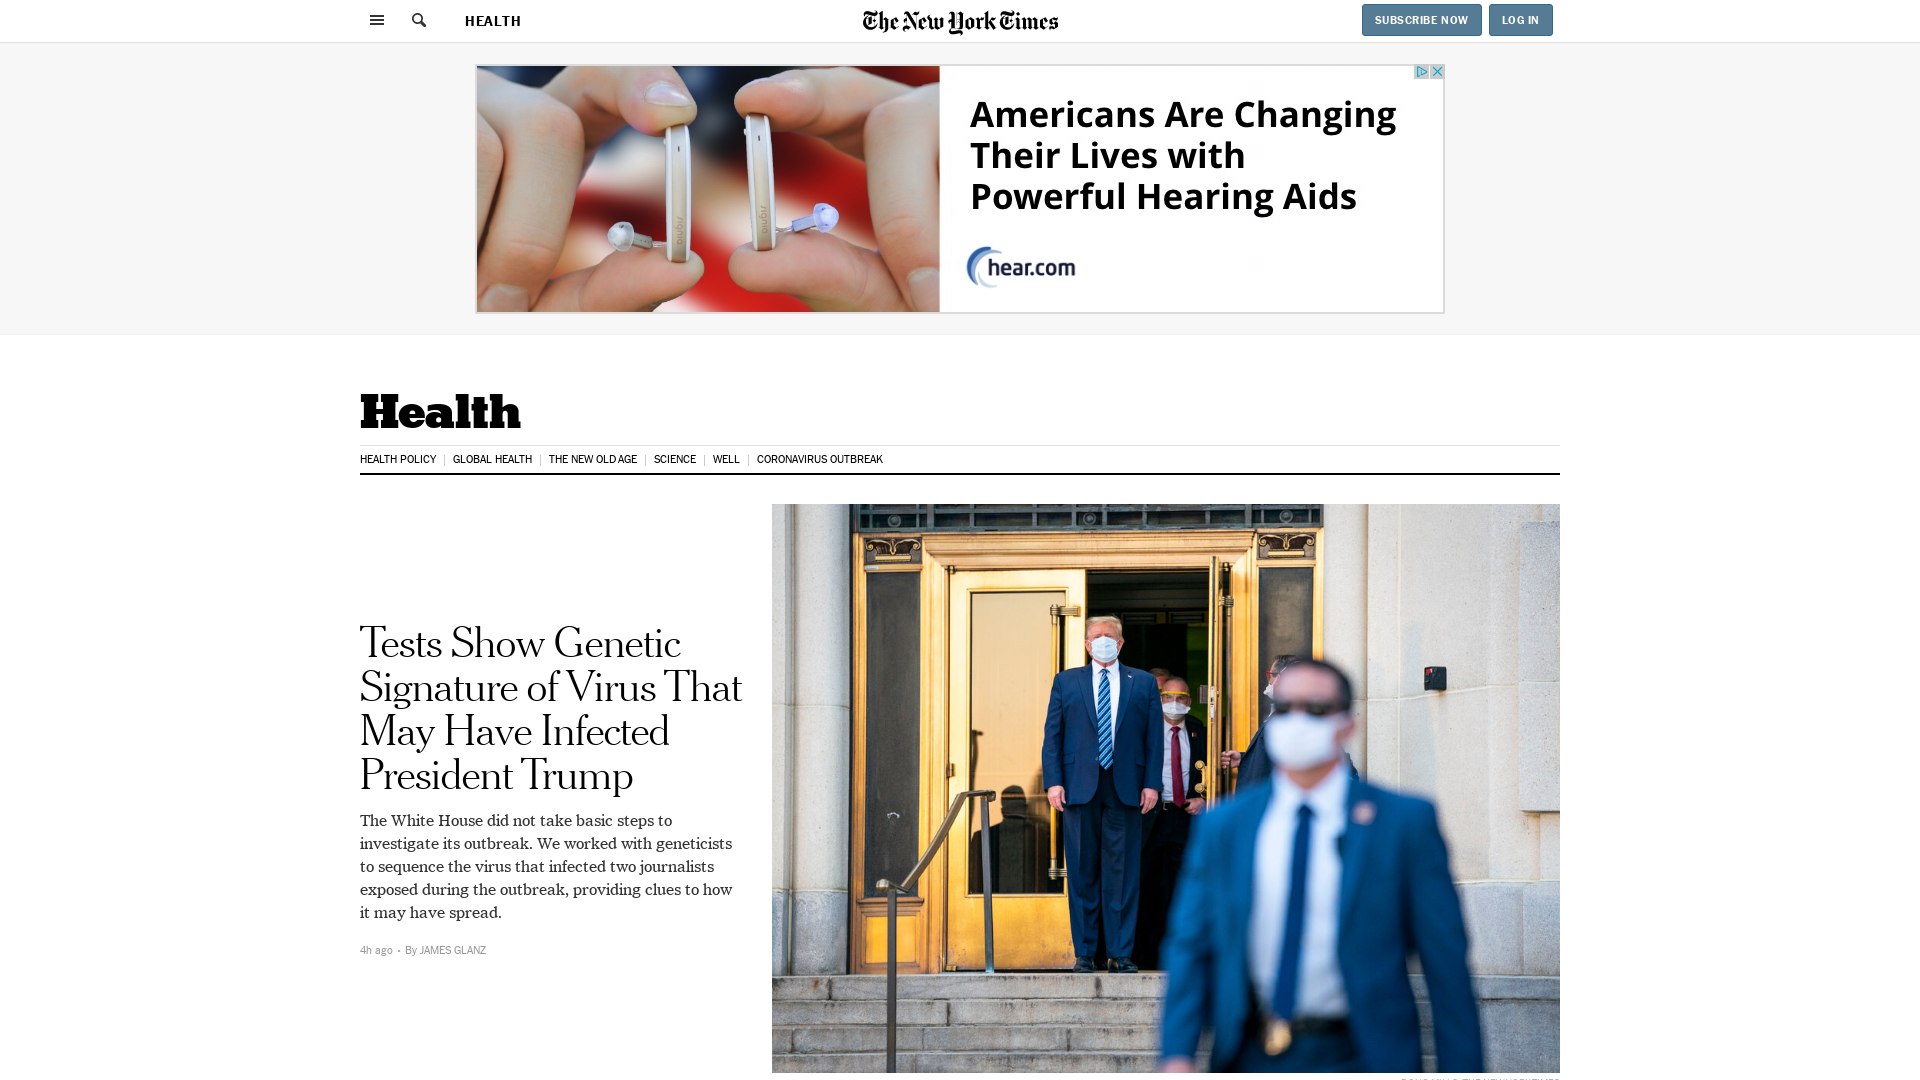 HEALTH
The New York Times
SUBSCRIBE NOW
LOG IN
Americans Are Changing
Their Lives with
Powerful Hearing Aids
signia
signia
hear.com
Health
HEALTH POLICY
GLOBAL HEALTH
THE NEW OLD AGE
SCIENCE
WELL
CORONAVIRUS OUTBREAK
Tests Show Genetic
Signature of Virus That
May Have Infected
President Trump
The White House did not take basic steps to
investigate its outbreak. We worked with geneticists
to sequence the virus that infected two journalists
exposed during the outbreak, providing clues to how
it may have spread.
4h ago • By JAMES GLANZ